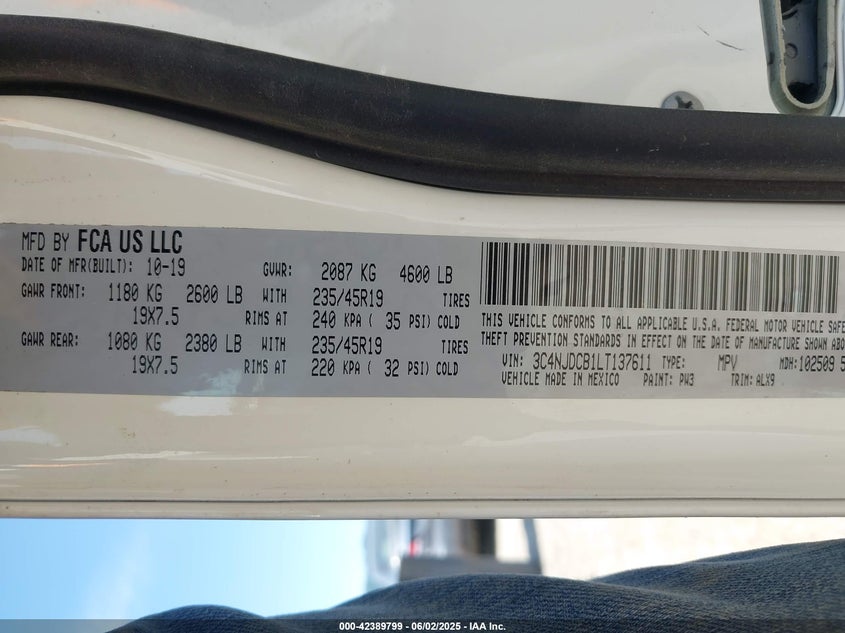 MFD BY FCA US LLC
DATE OF MFR(BUILT): 10-19 GVWR: 2087 KG 4600 LB
GAWR FRONT: 1180 KG 2600 LB WITH 235/45R19 TIRES
19X7.5 RIMS AT 240 KPA ( 35 PSI) COLD
GAWR REAR: 1080 KG 2380 LB WITH 235/45R19 TIRES
19X7.5 RIMS AT 220 KPA ( 32 PSI) COLD
THIS VEHICLE CONFORMS TO ALL APPLICABLE U.S.A. FEDERAL MOTOR VEHICLE SAFE
THEFT PREVENTION STANDARDS IN EFFECT ON THE DATE OF MANUFACTURE SHOWN ABO
VIN: 3C4NJDCB1LT137611 TYPE: MPV MDH:102509 5
VEHICLE MADE IN MEXICO PAINT: PW3 TRIM: ALX9
000-42389799 - 06/02/2025 - IAA Inc.